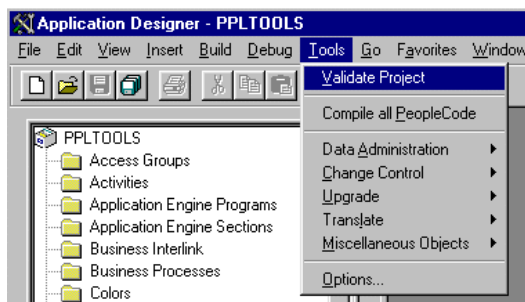 Application Designer - PPLTOOLS
File Edit View Insert Build Debug Tools Go Favorites Window
Validate Project
Compile all PeopleCode
Data Administration
Change Control
Upgrade
Translate
Miscellaneous Objects
Options...
PPLTOOLS
Access Groups
Activities
Application Engine Programs
Application Engine Sections
Business Interlink
Business Processes
Colors